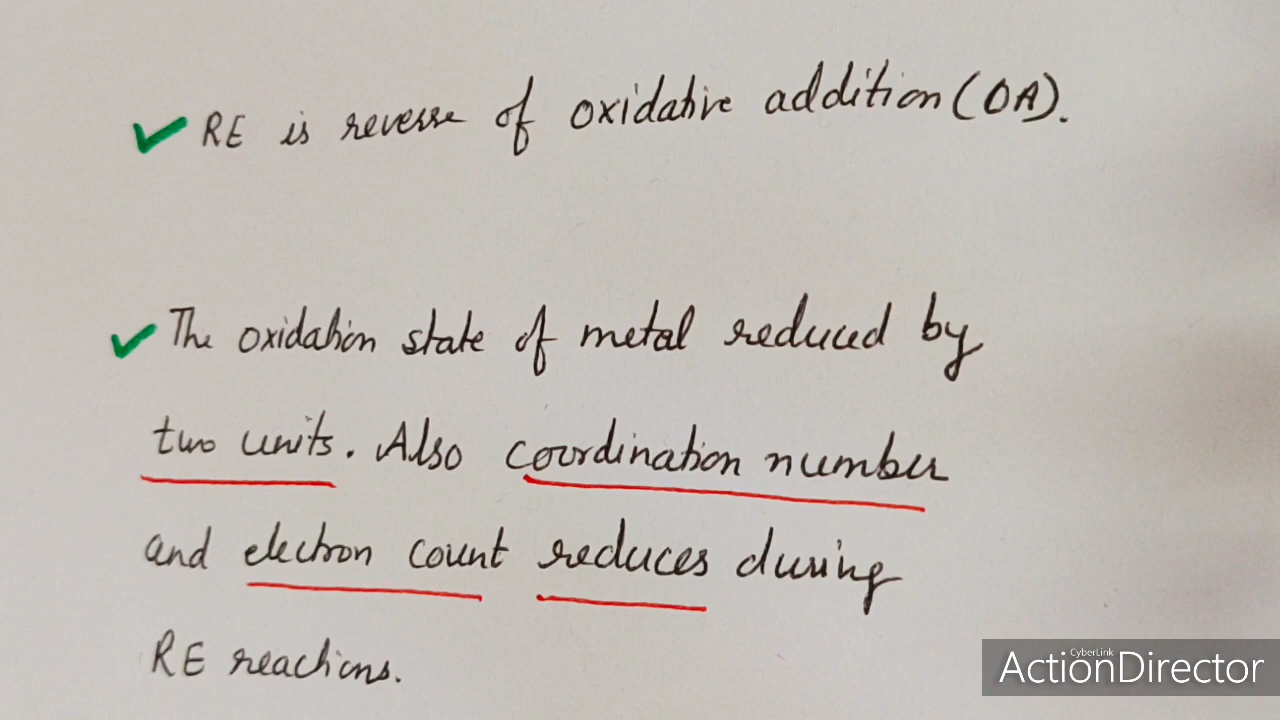 RE is reverse of oxidative addition (OA).
The oxidation state of metal reduced by
two units. Also coordination number
and electron count reduces during
RE reactions.
CyberLink
ActionDirector